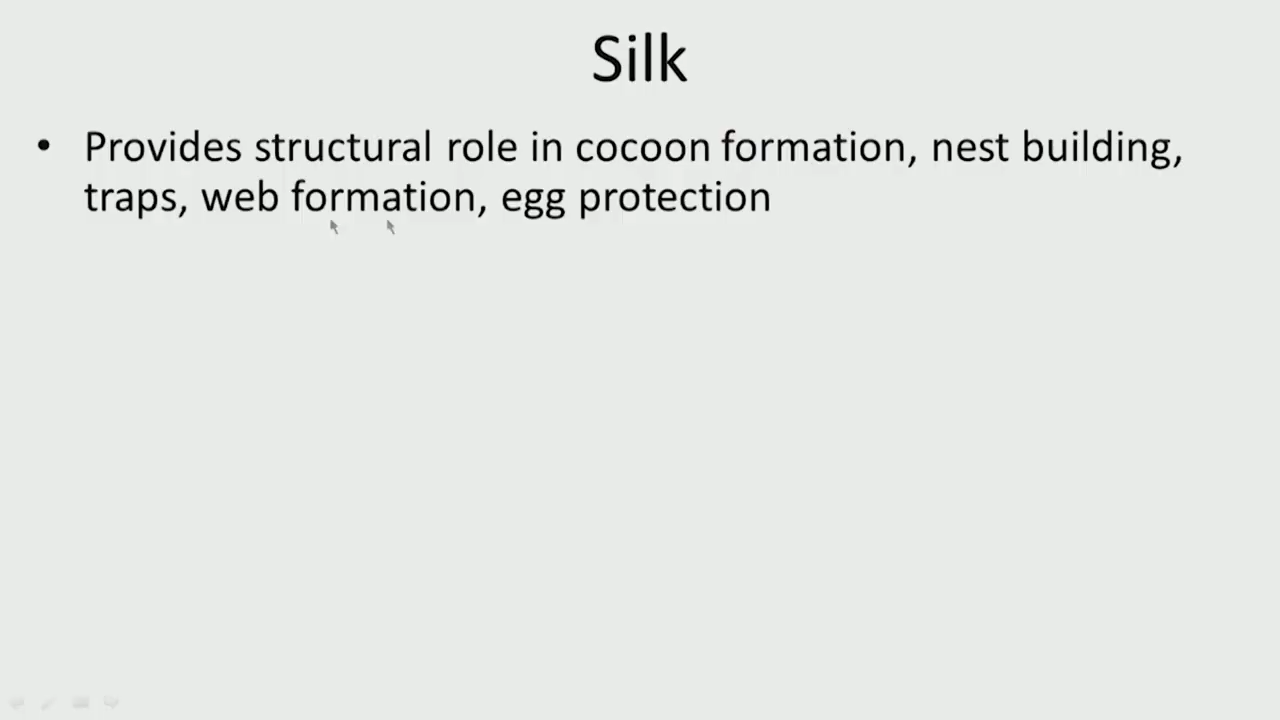 Silk
• Provides structural role in cocoon formation, nest building,
traps, web formation, egg protection